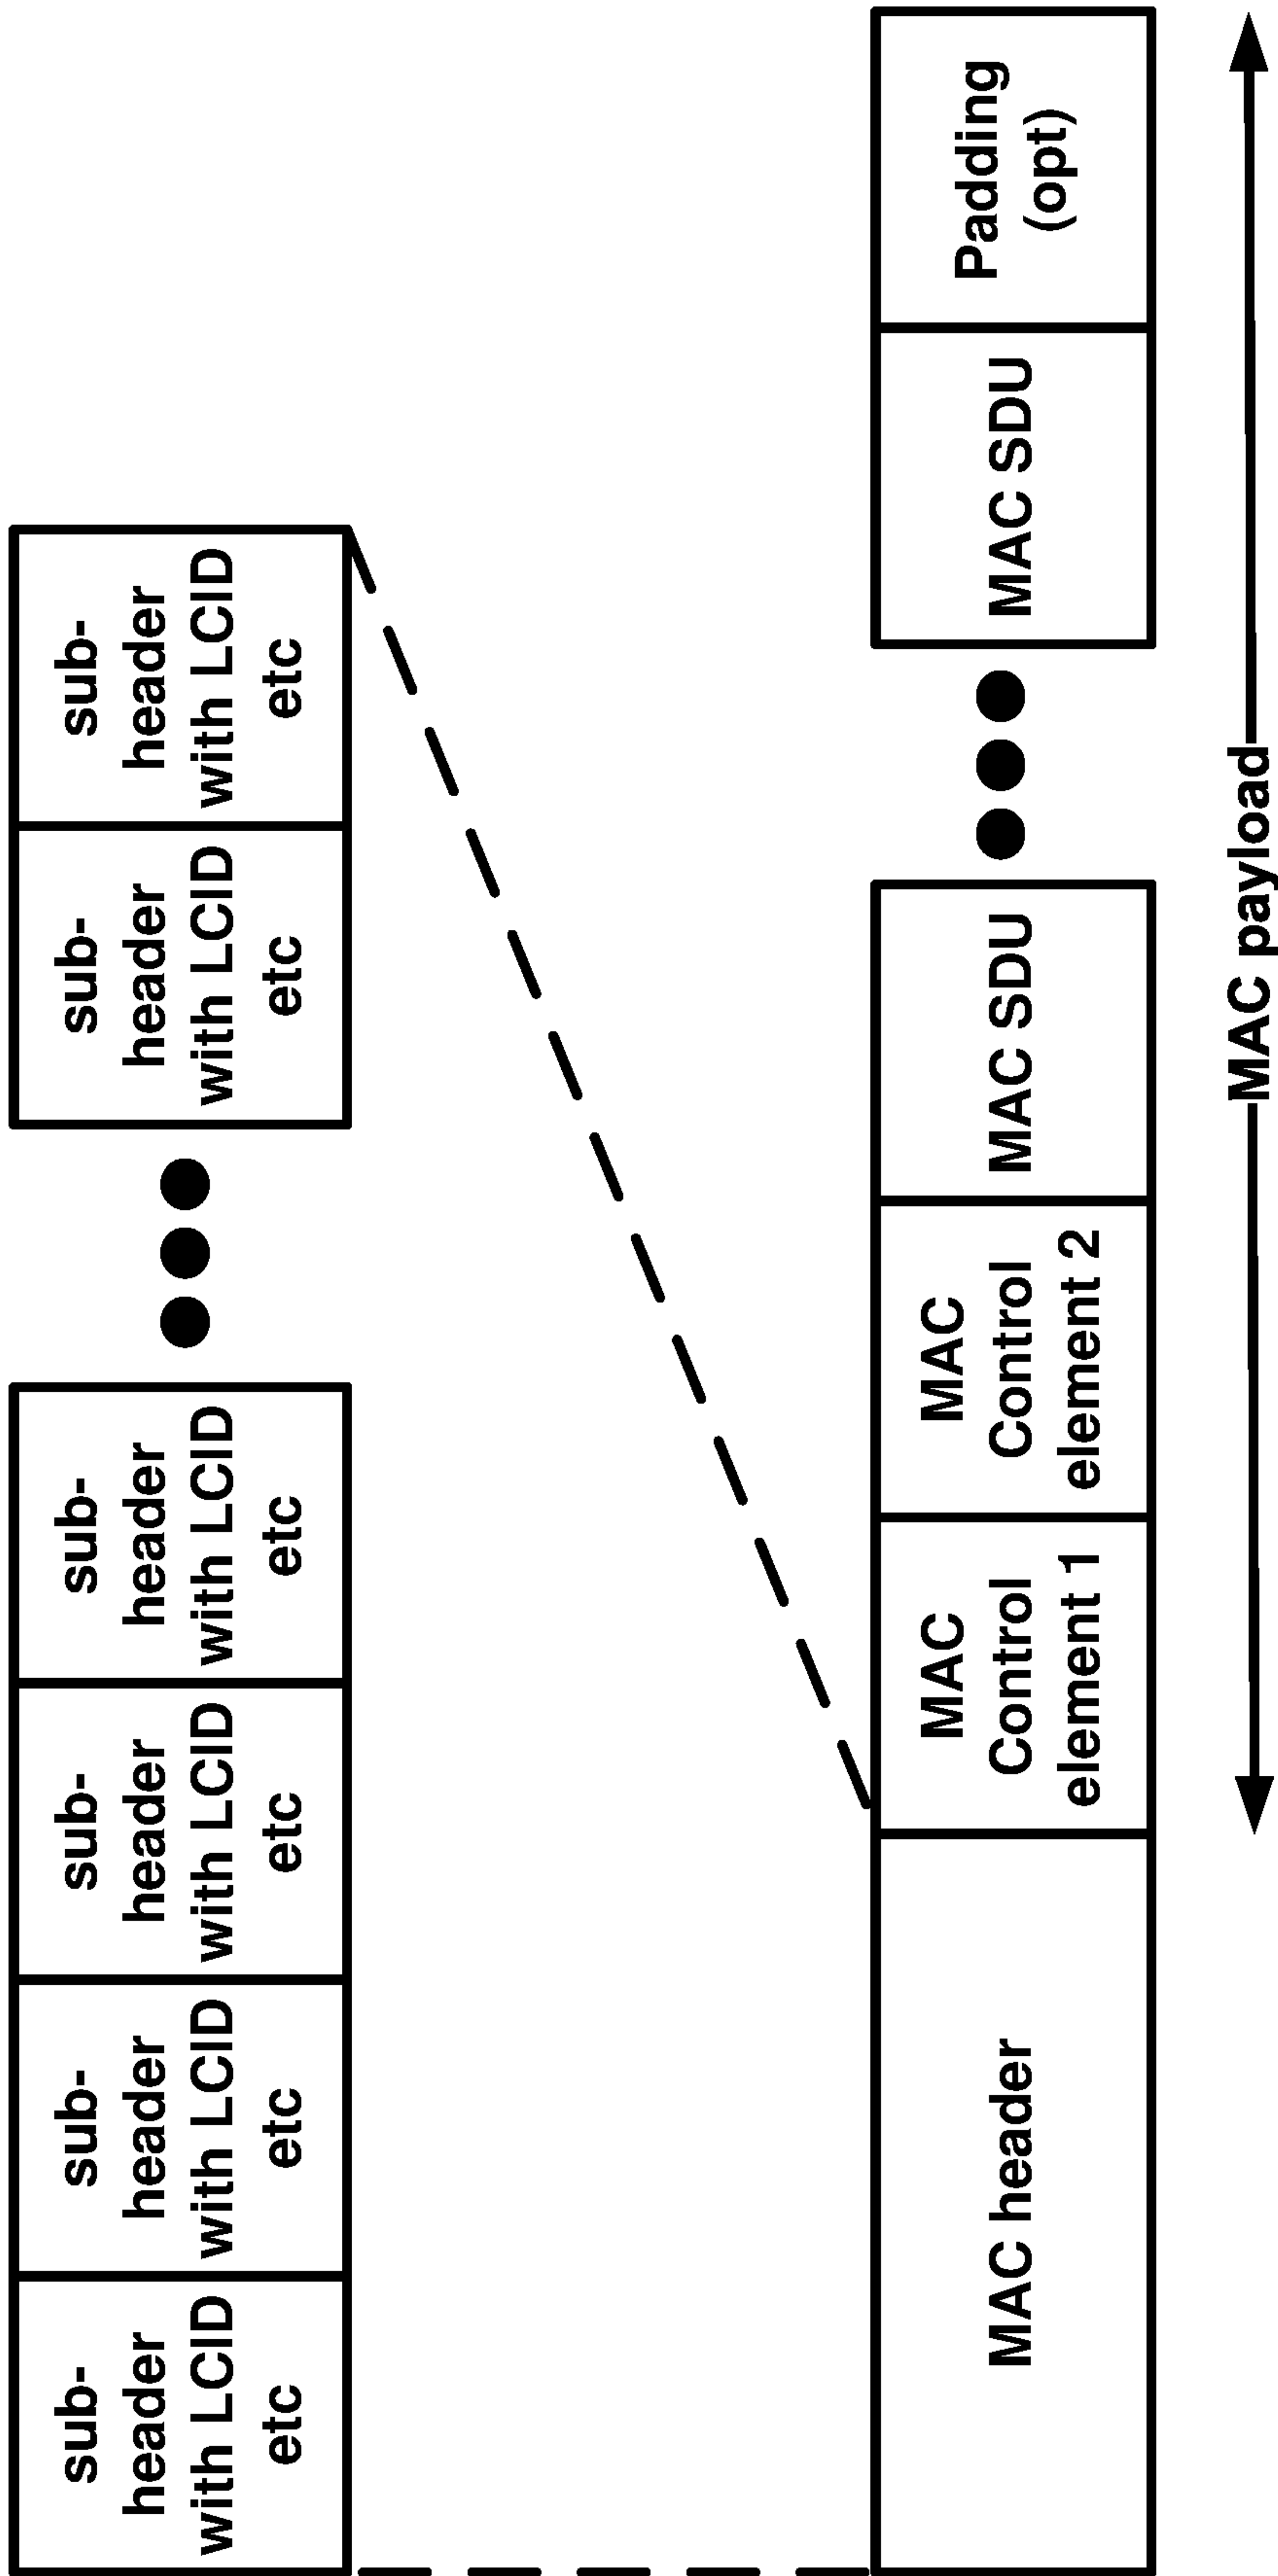 sub-
header
with LCID
etc
sub-
header
with LCID
etc
sub-
header
with LCID
etc
sub-
header
with LCID
etc
sub-
header
with LCID
etc
sub-
header
with LCID
etc
MAC header
MAC
Control
element 1
MAC
Control
element 2
MAC SDU
MAC SDU
Padding
(opt)
MAC payload